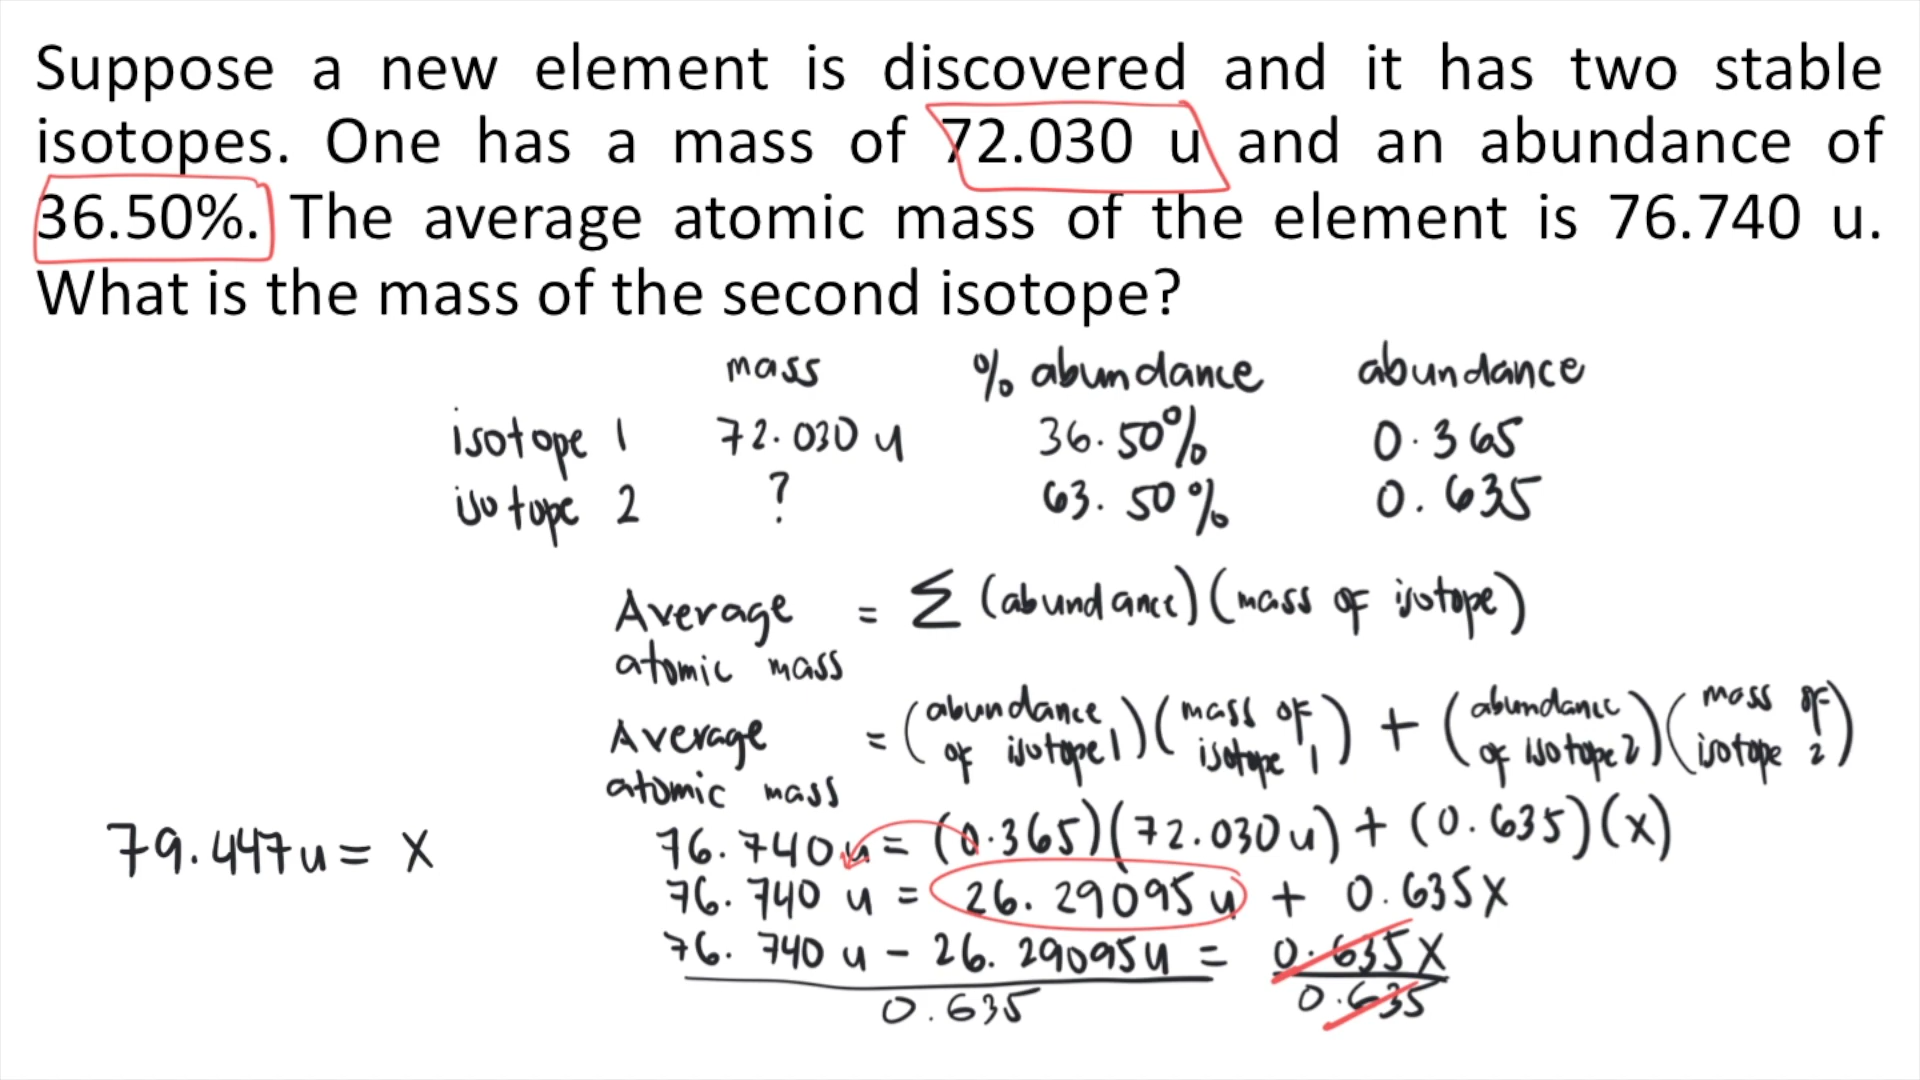 Suppose a new element is discovered and it has two stable
isotopes. One has a mass of 72.030 u and an abundance of
36.50%. The average atomic mass of the element is 76.740 u.
What is the mass of the second isotope?
mass % abundance abundance
isotope 1 72.030 u 36.50% 0.365
isotope 2 ? 63.50% 0.635
Average atomic mass = Σ (abundance)(mass of isotope)
Average atomic mass = (abundance of isotope 1)(mass of isotope 1) + (abundance of isotope 2)(mass of isotope 2)
76.740 u = (0.365)(72.030 u) + (0.635)(x)
76.740 u = 26.29095 u + 0.635x
76.740 u - 26.29095 u = 0.635x
0.635 0.635
79.447 u = x